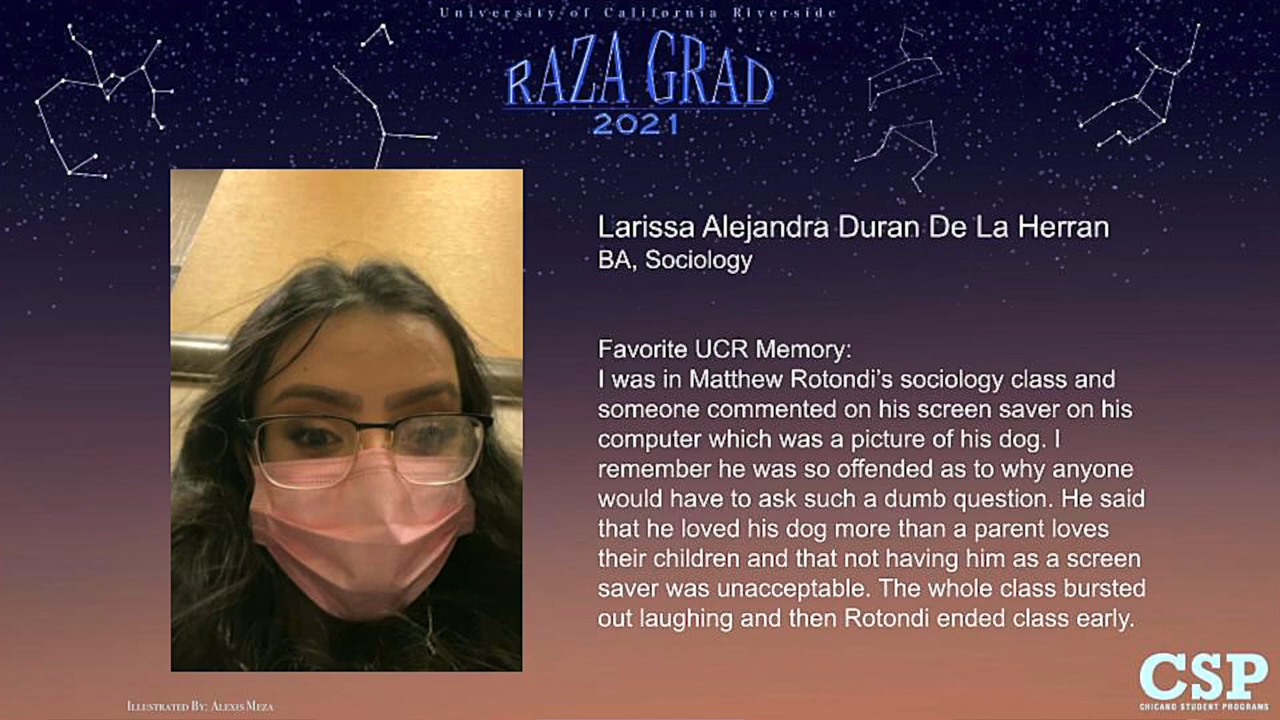 University of California Riverside
RAZA GRAD
2021
Larissa Alejandra Duran De La Herran
BA, Sociology
Favorite UCR Memory:
I was in Matthew Rotondi’s sociology class and
someone commented on his screen saver on his
computer which was a picture of his dog. I
remember he was so offended as to why anyone
would have to ask such a dumb question. He said
that he loved his dog more than a parent loves
their children and that not having him as a screen
saver was unacceptable. The whole class bursted
out laughing and then Rotondi ended class early.
CSP
CHICANO STUDENT PROGRAMS
ILLUSTRATED BY: ALEXIS MEZA